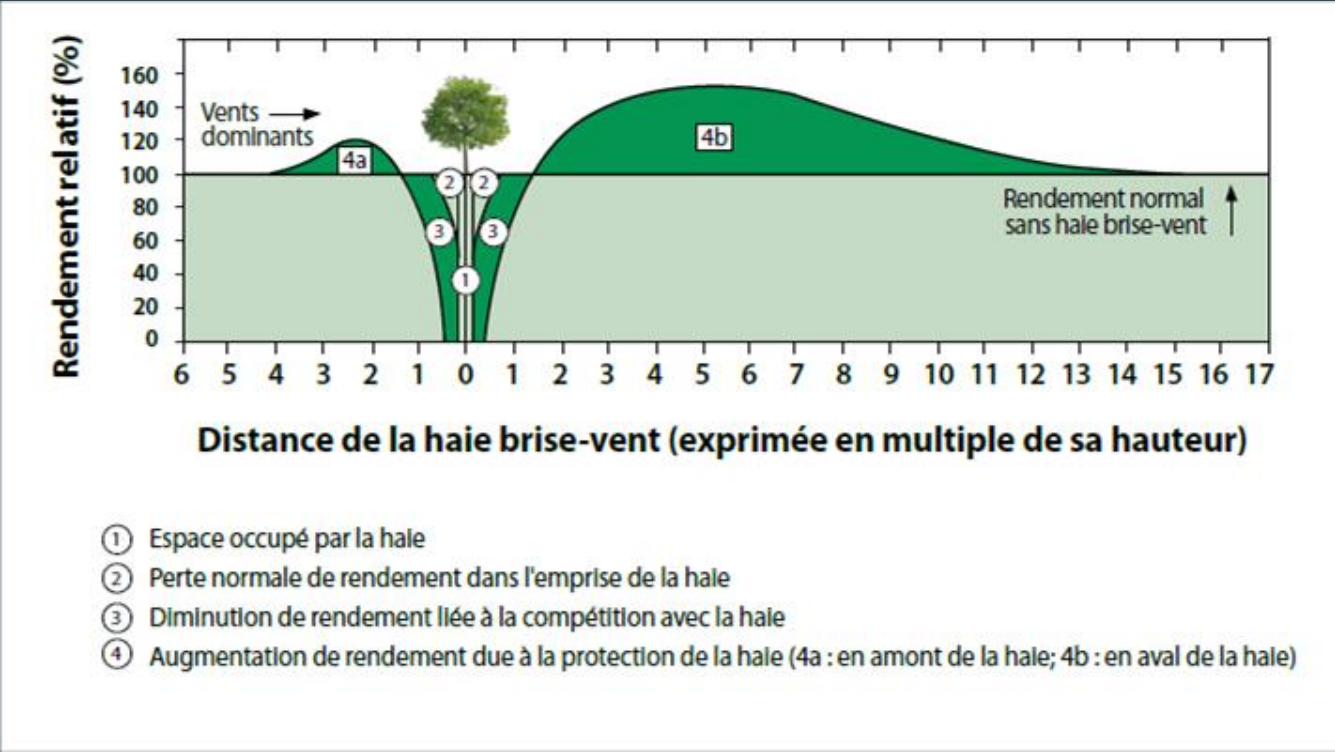 Rendement relatif (%)
160
140
120
100
80
60
40
20
0
Vents
dominants
4a
4b
2
2
3
3
1
Rendement normal
sans haie brise-vent
6 5 4 3 2 1 0 1 2 3 4 5 6 7 8 9 10 11 12 13 14 15 16 17
Distance de la haie brise-vent (exprimée en multiple de sa hauteur)
1 Espace occupé par la haie
2 Perte normale de rendement dans l'emprise de la haie
3 Diminution de rendement liée à la compétition avec la haie
4 Augmentation de rendement due à la protection de la haie (4a : en amont de la haie; 4b : en aval de la haie)